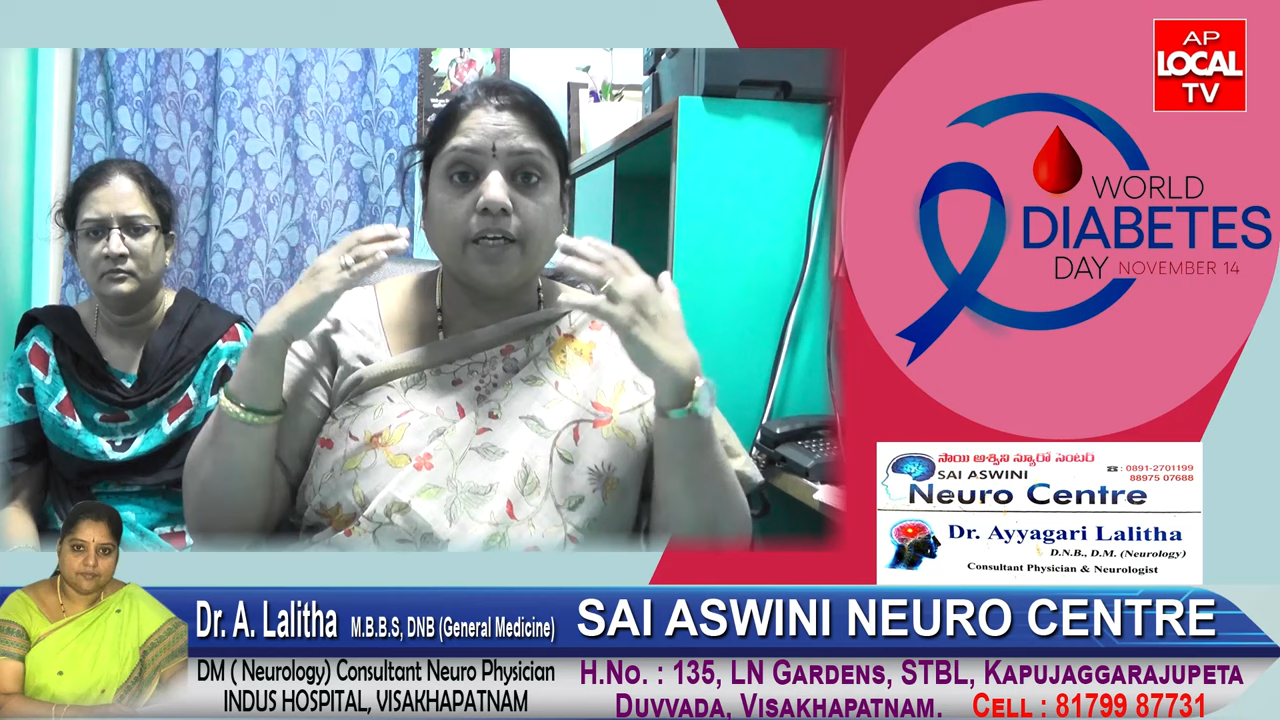 AP
LOCAL
TV
WORLD
DIABETES
DAY NOVEMBER 14
సాయి అశ్విని న్యూరో సెంటర్
SAI ASWINI
Neuro Centre
☎ : 0891-2701199
88975 07688
Dr. Ayyagari Lalitha
D.N.B., D.M. (Neurology)
Consultant Physician & Neurologist
Dr. A. Lalitha M.B.B.S, DNB (General Medicine)
DM ( Neurology) Consultant Neuro Physician
INDUS HOSPITAL, VISAKHAPATNAM
SAI ASWINI NEURO CENTRE
H.No. : 135, LN Gardens, STBL, Kapujaggarajupeta
Duvvada, Visakhapatnam. Cell : 81799 87731